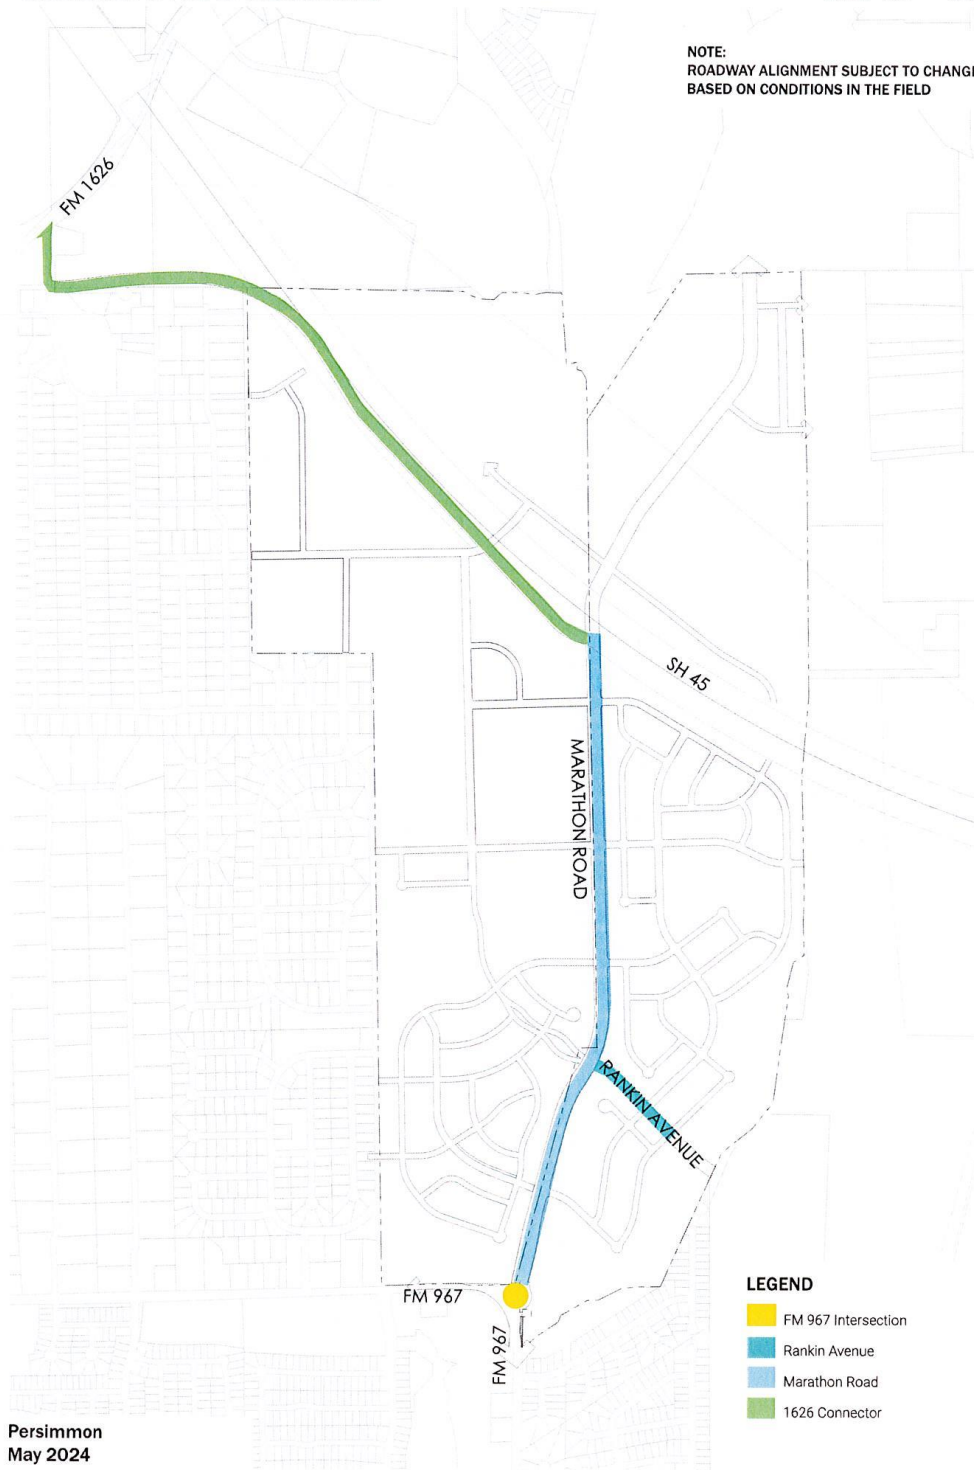 NOTE:
ROADWAY ALIGNMENT SUBJECT TO CHANGE
BASED ON CONDITIONS IN THE FIELD
FM 1626
SH 45
MARATHON ROAD
RANKIN AVENUE
FM 967
FM 967
LEGEND
FM 967 Intersection
Rankin Avenue
Marathon Road
1626 Connector
Persimmon
May 2024